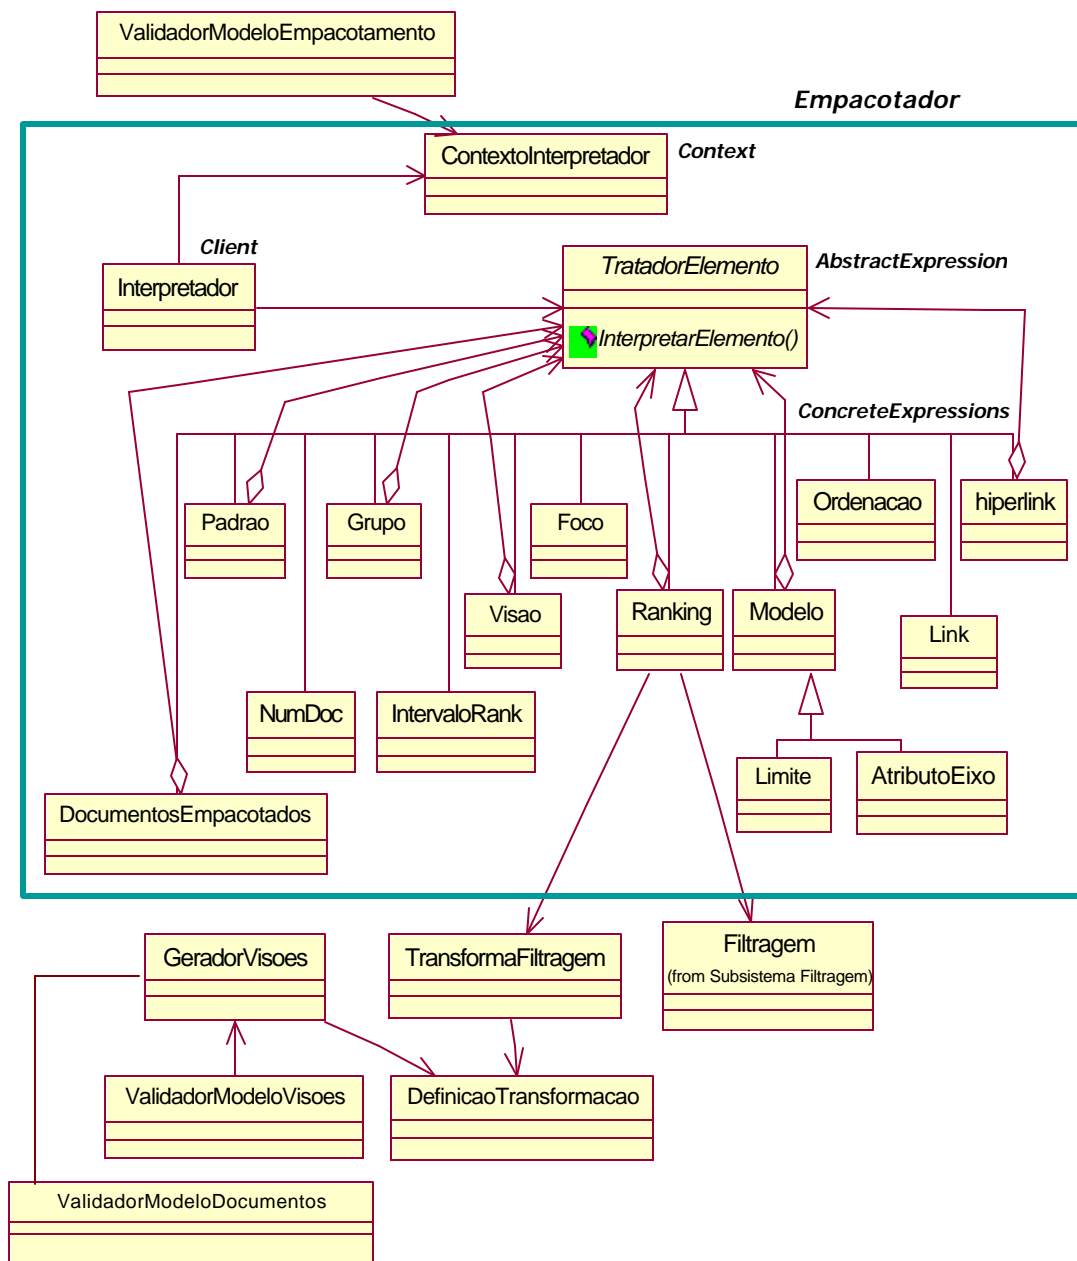 ValidadorModeloEmpacotamento
Empacotador
ContextoInterpretador
Context
Client
Interpretador
TratadorElemento
AbstractExpression
InterpretarElemento()
ConcreteExpressions
Padrao
Grupo
Foco
Ordenacao
hiperlink
Visao
Ranking
Modelo
Link
NumDoc
IntervaloRank
Limite
AtributoEixo
DocumentosEmpacotados
GeradorVisoes
TransformaFiltragem
Filtragem
(from Subsistema Filtragem)
ValidadorModeloVisoes
DefinicaoTransformacao
ValidadorModeloDocumentos